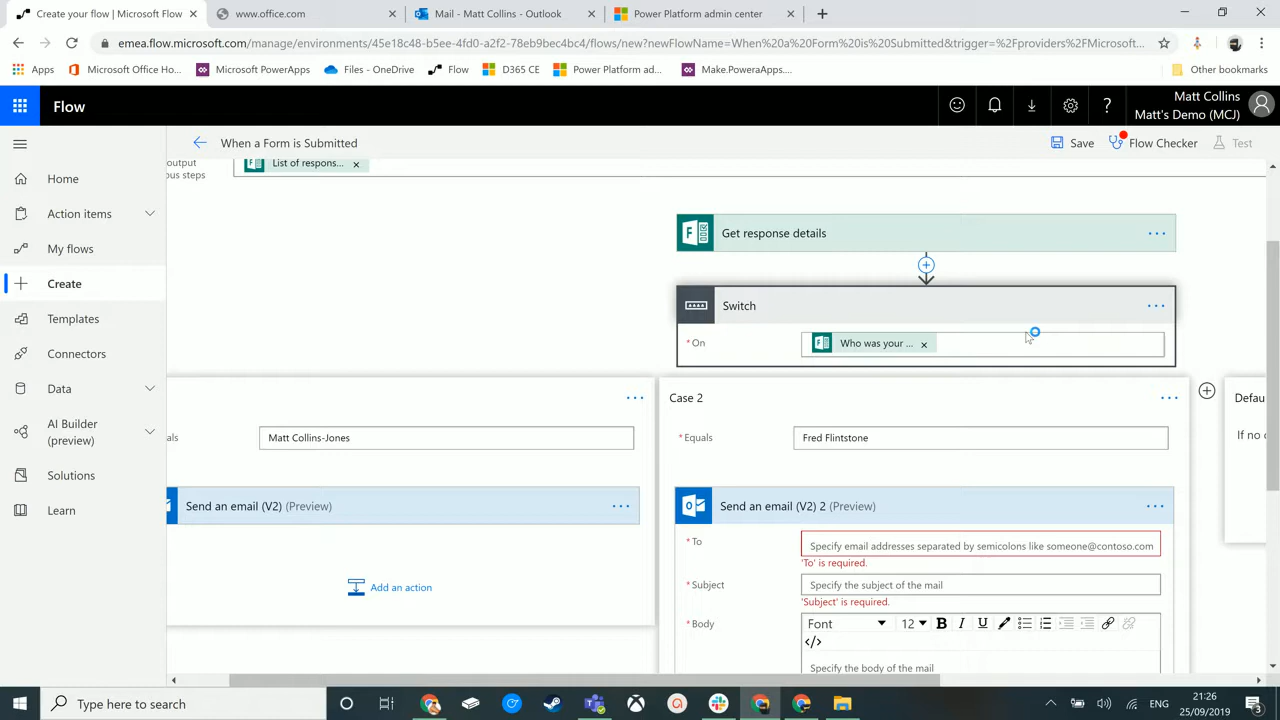 Create your flow | Microsoft Flow
www.office.com
Mail - Matt Collins - Outlook
Power Platform admin center
emea.flow.microsoft.com/manage/environments/45e18c48-b5ee-4fd0-a2f2-78eb9bec4bc4/flows/new?newFlowName=When%20a%20Form%20is%20Submitted&trigger=%2Fproviders%2FMicrosoft...
Apps
Microsoft Office Ho...
Microsoft PowerApps
Files - OneDrive
Flow
D365 CE
Power Platform ad...
Make.PoweraApps....
Other bookmarks
Flow
Matt Collins
Matt's Demo (MCJ)
When a Form is Submitted
Save
Flow Checker
Test
Home
Action items
My flows
Create
Templates
Connectors
Data
AI Builder
(preview)
Solutions
Learn
output
ous steps
List of respons... x
Get response details
Switch
* On
Who was your ... x
als
Matt Collins-Jones
Case 2
* Equals
Fred Flintstone
Defau
If no c
Send an email (V2) (Preview)
Add an action
Send an email (V2) 2 (Preview)
* To
Specify email addresses separated by semicolons like someone@contoso.com
'To' is required.
* Subject
Specify the subject of the mail
'Subject' is required.
* Body
Font
12
B I U
</>
Specify the body of the mail
Type here to search
ENG
21:26
25/09/2019
3